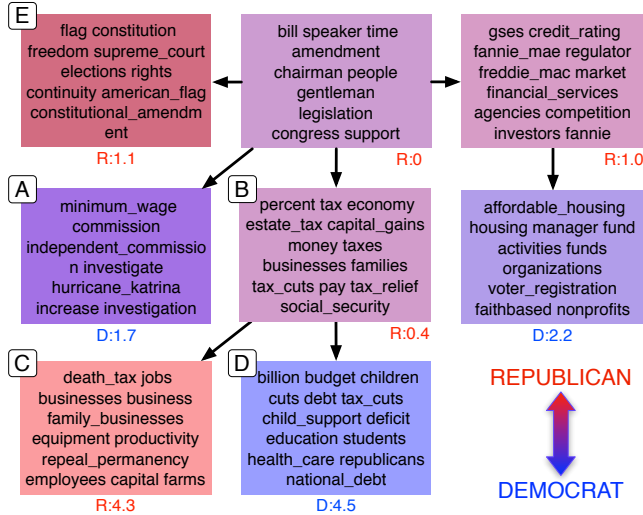 E
flag constitution
freedom supreme_court
elections rights
continuity american_flag
constitutional_amendm
ent
R:1.1
bill speaker time
amendment
chairman people
gentleman
legislation
congress support
R:0
gses credit_rating
fannie_mae regulator
freddie_mac market
financial_services
agencies competition
investors fannie
R:1.0
A
minimum_wage
commission
independent_commissio
n investigate
hurricane_katrina
increase investigation
D:1.7
B
percent tax economy
estate_tax capital_gains
money taxes
businesses families
tax_cuts pay tax_relief
social_security
R:0.4
affordable_housing
housing manager fund
activities funds
organizations
voter_registration
faithbased nonprofits
D:2.2
C
death_tax jobs
businesses business
family_businesses
equipment productivity
repeal_permanency
employees capital farms
R:4.3
D
billion budget children
cuts debt tax_cuts
child_support deficit
education students
health_care republicans
national_debt
D:4.5
REPUBLICAN
DEMOCRAT